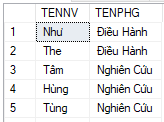 TENNV TENPHG
1 Như Điều Hành
2 The Điều Hành
3 Tâm Nghiên Cứu
4 Hùng Nghiên Cứu
5 Tùng Nghiên Cứu